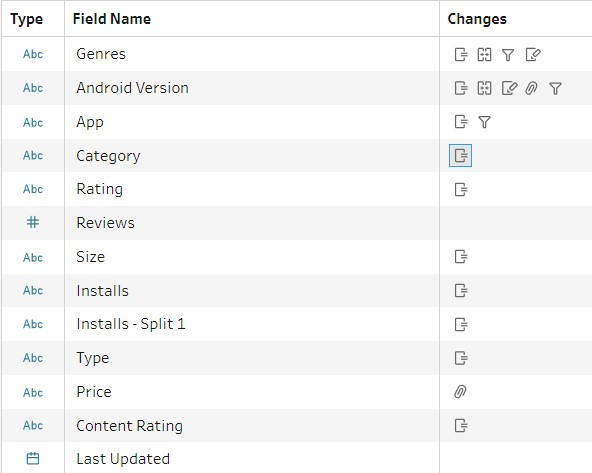 Type Field Name Changes
Abc Genres
Abc Android Version
Abc App
Abc Category
Abc Rating
# Reviews
Abc Size
Abc Installs
Abc Installs - Split 1
Abc Type
Abc Price
Abc Content Rating
Last Updated